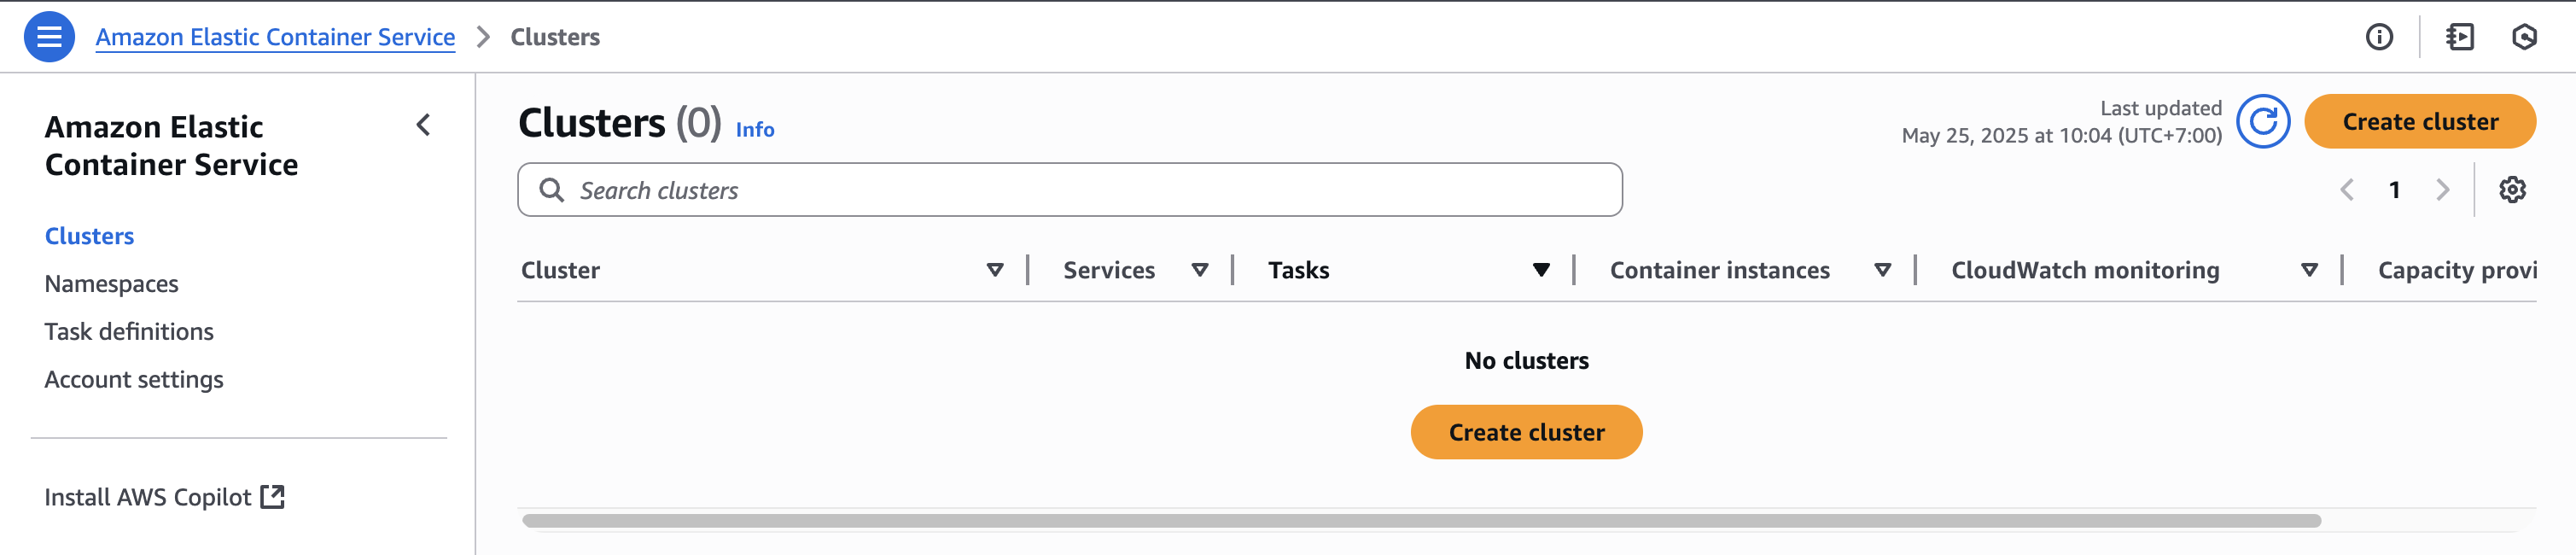 Amazon Elastic Container Service > Clusters
Amazon Elastic
Container Service
Clusters
Namespaces
Task definitions
Account settings
Install AWS Copilot
Clusters (0) Info
Last updated
May 25, 2025 at 10:04 (UTC+7:00)
Create cluster
Search clusters
1
Cluster Services Tasks Container instances CloudWatch monitoring Capacity provi
No clusters
Create cluster